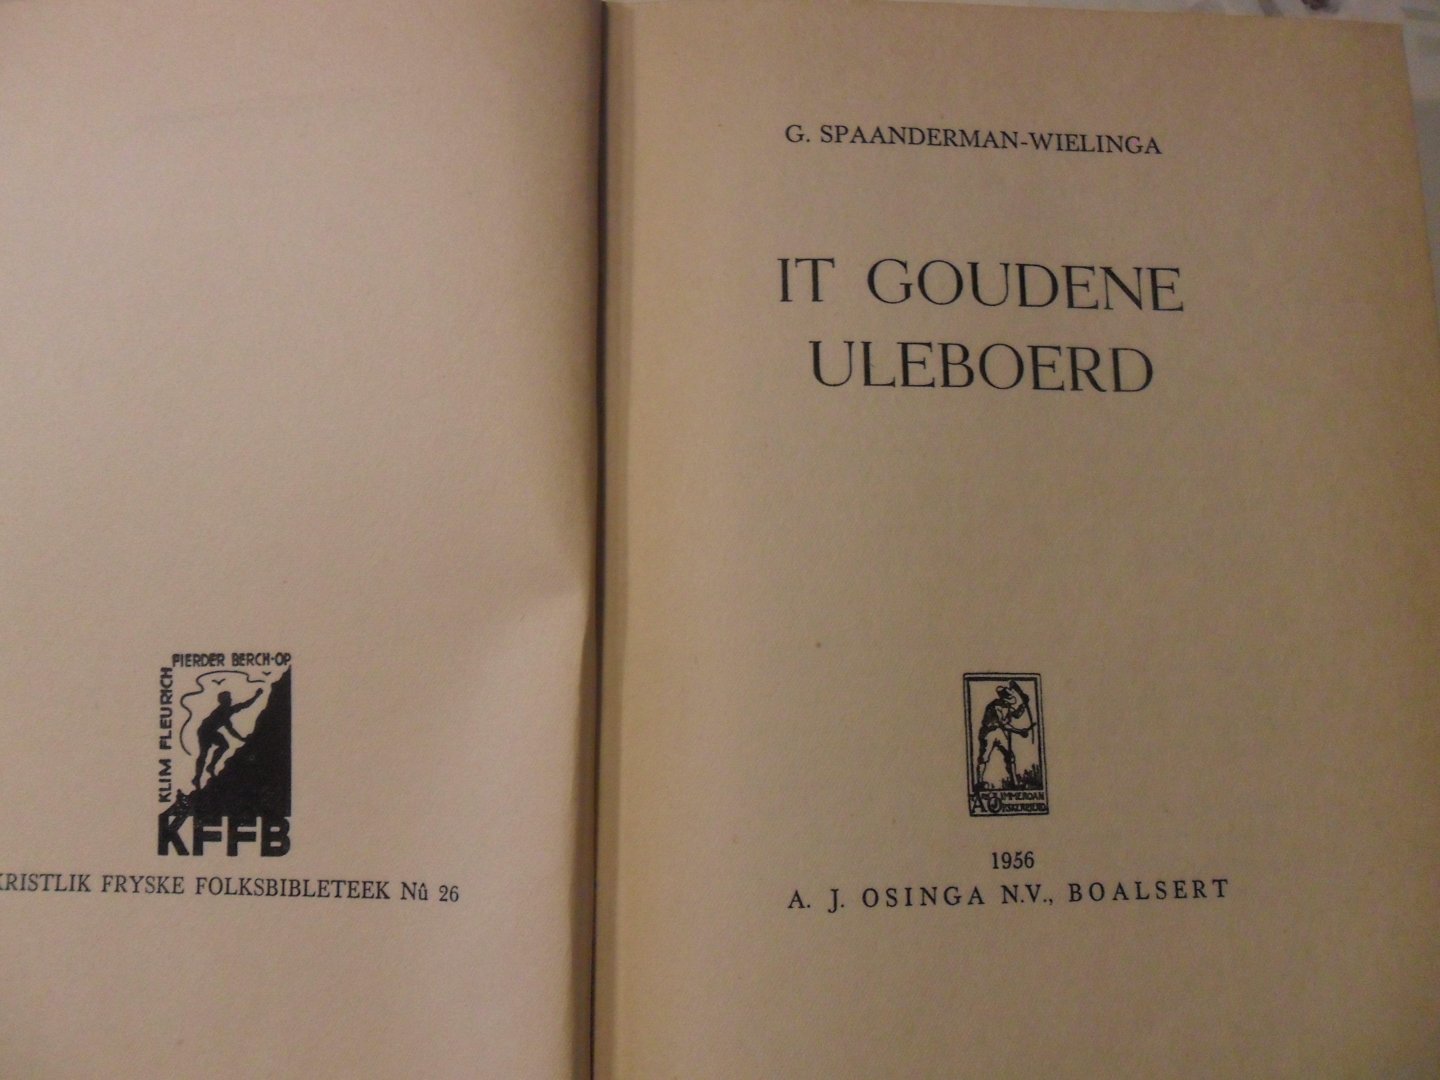 PIERDER BERCH-OP
KLIM FLEURICH
KFFB
KRISTLIK FRYSKE FOLKSBIBLETEEK Nû 26
G. SPAANDERMAN-WIELINGA
IT GOUDENE
ULEBOERD
1956
A. J. OSINGA N.V., BOALSERT